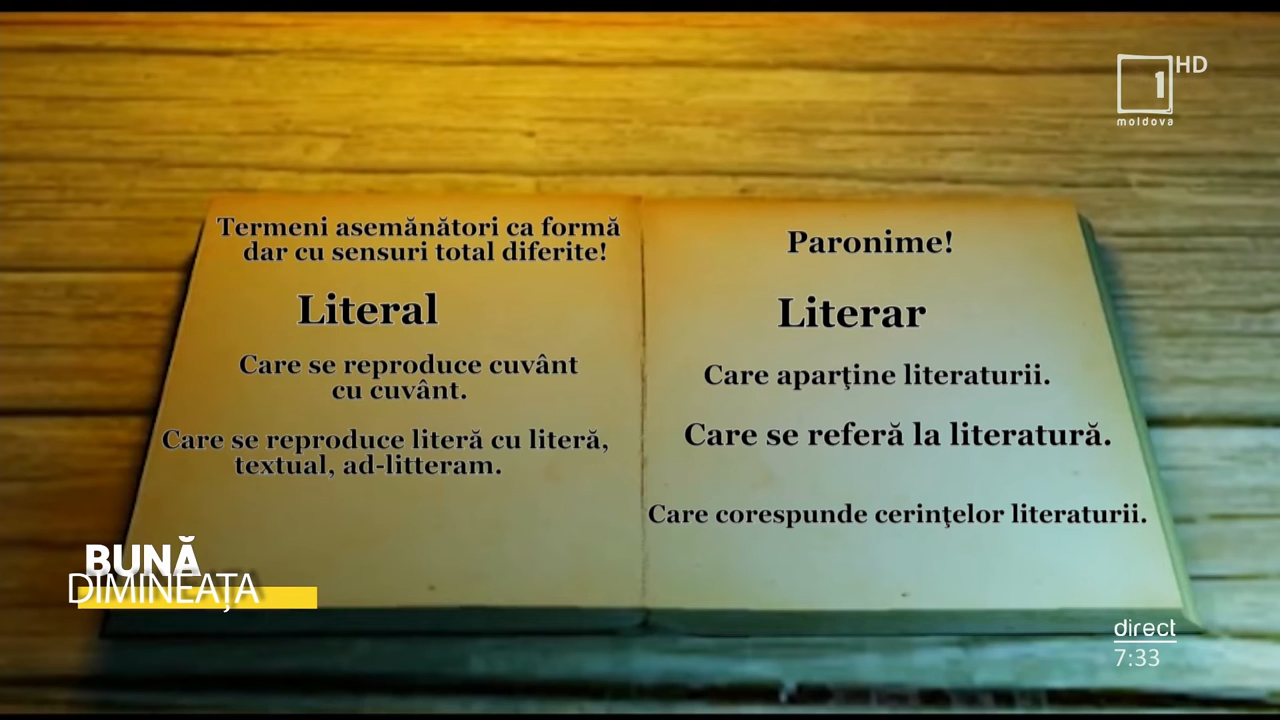 1 HD
moldova
Termeni asemănători ca formă
dar cu sensuri total diferite!
Literal
Care se reproduce cuvânt
cu cuvânt.
Care se reproduce literă cu literă,
textual, ad-litteram.
Paronime!
Literar
Care aparţine literaturii.
Care se referă la literatură.
Care corespunde cerinţelor literaturii.
BUNĂ
DIMINEAŢA
direct
7:33